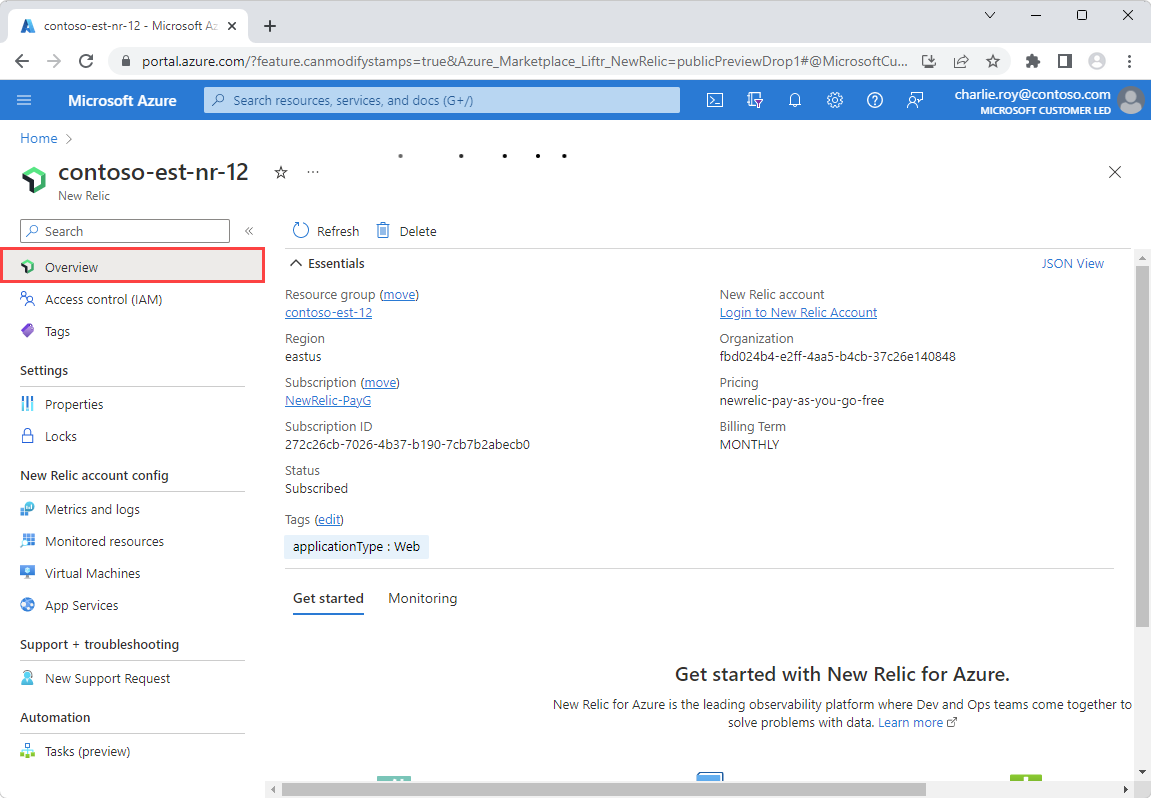 contoso-est-nr-12 - Microsoft Az
portal.azure.com/?feature.canmodifystamps=true&Azure_Marketplace_Liftr_NewRelic=publicPreviewDrop1#@MicrosoftCu...
Microsoft Azure
Search resources, services, and docs (G+/)
charlie.roy@contoso.com
MICROSOFT CUSTOMER LED
Home
contoso-est-nr-12
...
New Relic
Search
«
Overview
Access control (IAM)
Tags
Settings
Properties
Locks
New Relic account config
Metrics and logs
Monitored resources
Virtual Machines
App Services
Support + troubleshooting
New Support Request
Automation
Tasks (preview)
Refresh
Delete
Essentials
JSON View
Resource group (move)
contoso-est-12
Region
eastus
Subscription (move)
NewRelic-PayG
Subscription ID
272c26cb-7026-4b37-b190-7cb7b2abecb0
Status
Subscribed
New Relic account
Login to New Relic Account
Organization
fbd024b4-e2ff-4aa5-b4cb-37c26e140848
Pricing
newrelic-pay-as-you-go-free
Billing Term
MONTHLY
Tags (edit)
applicationType : Web
Get started
Monitoring
Get started with New Relic for Azure.
New Relic for Azure is the leading observability platform where Dev and Ops teams come together to
solve problems with data. Learn more